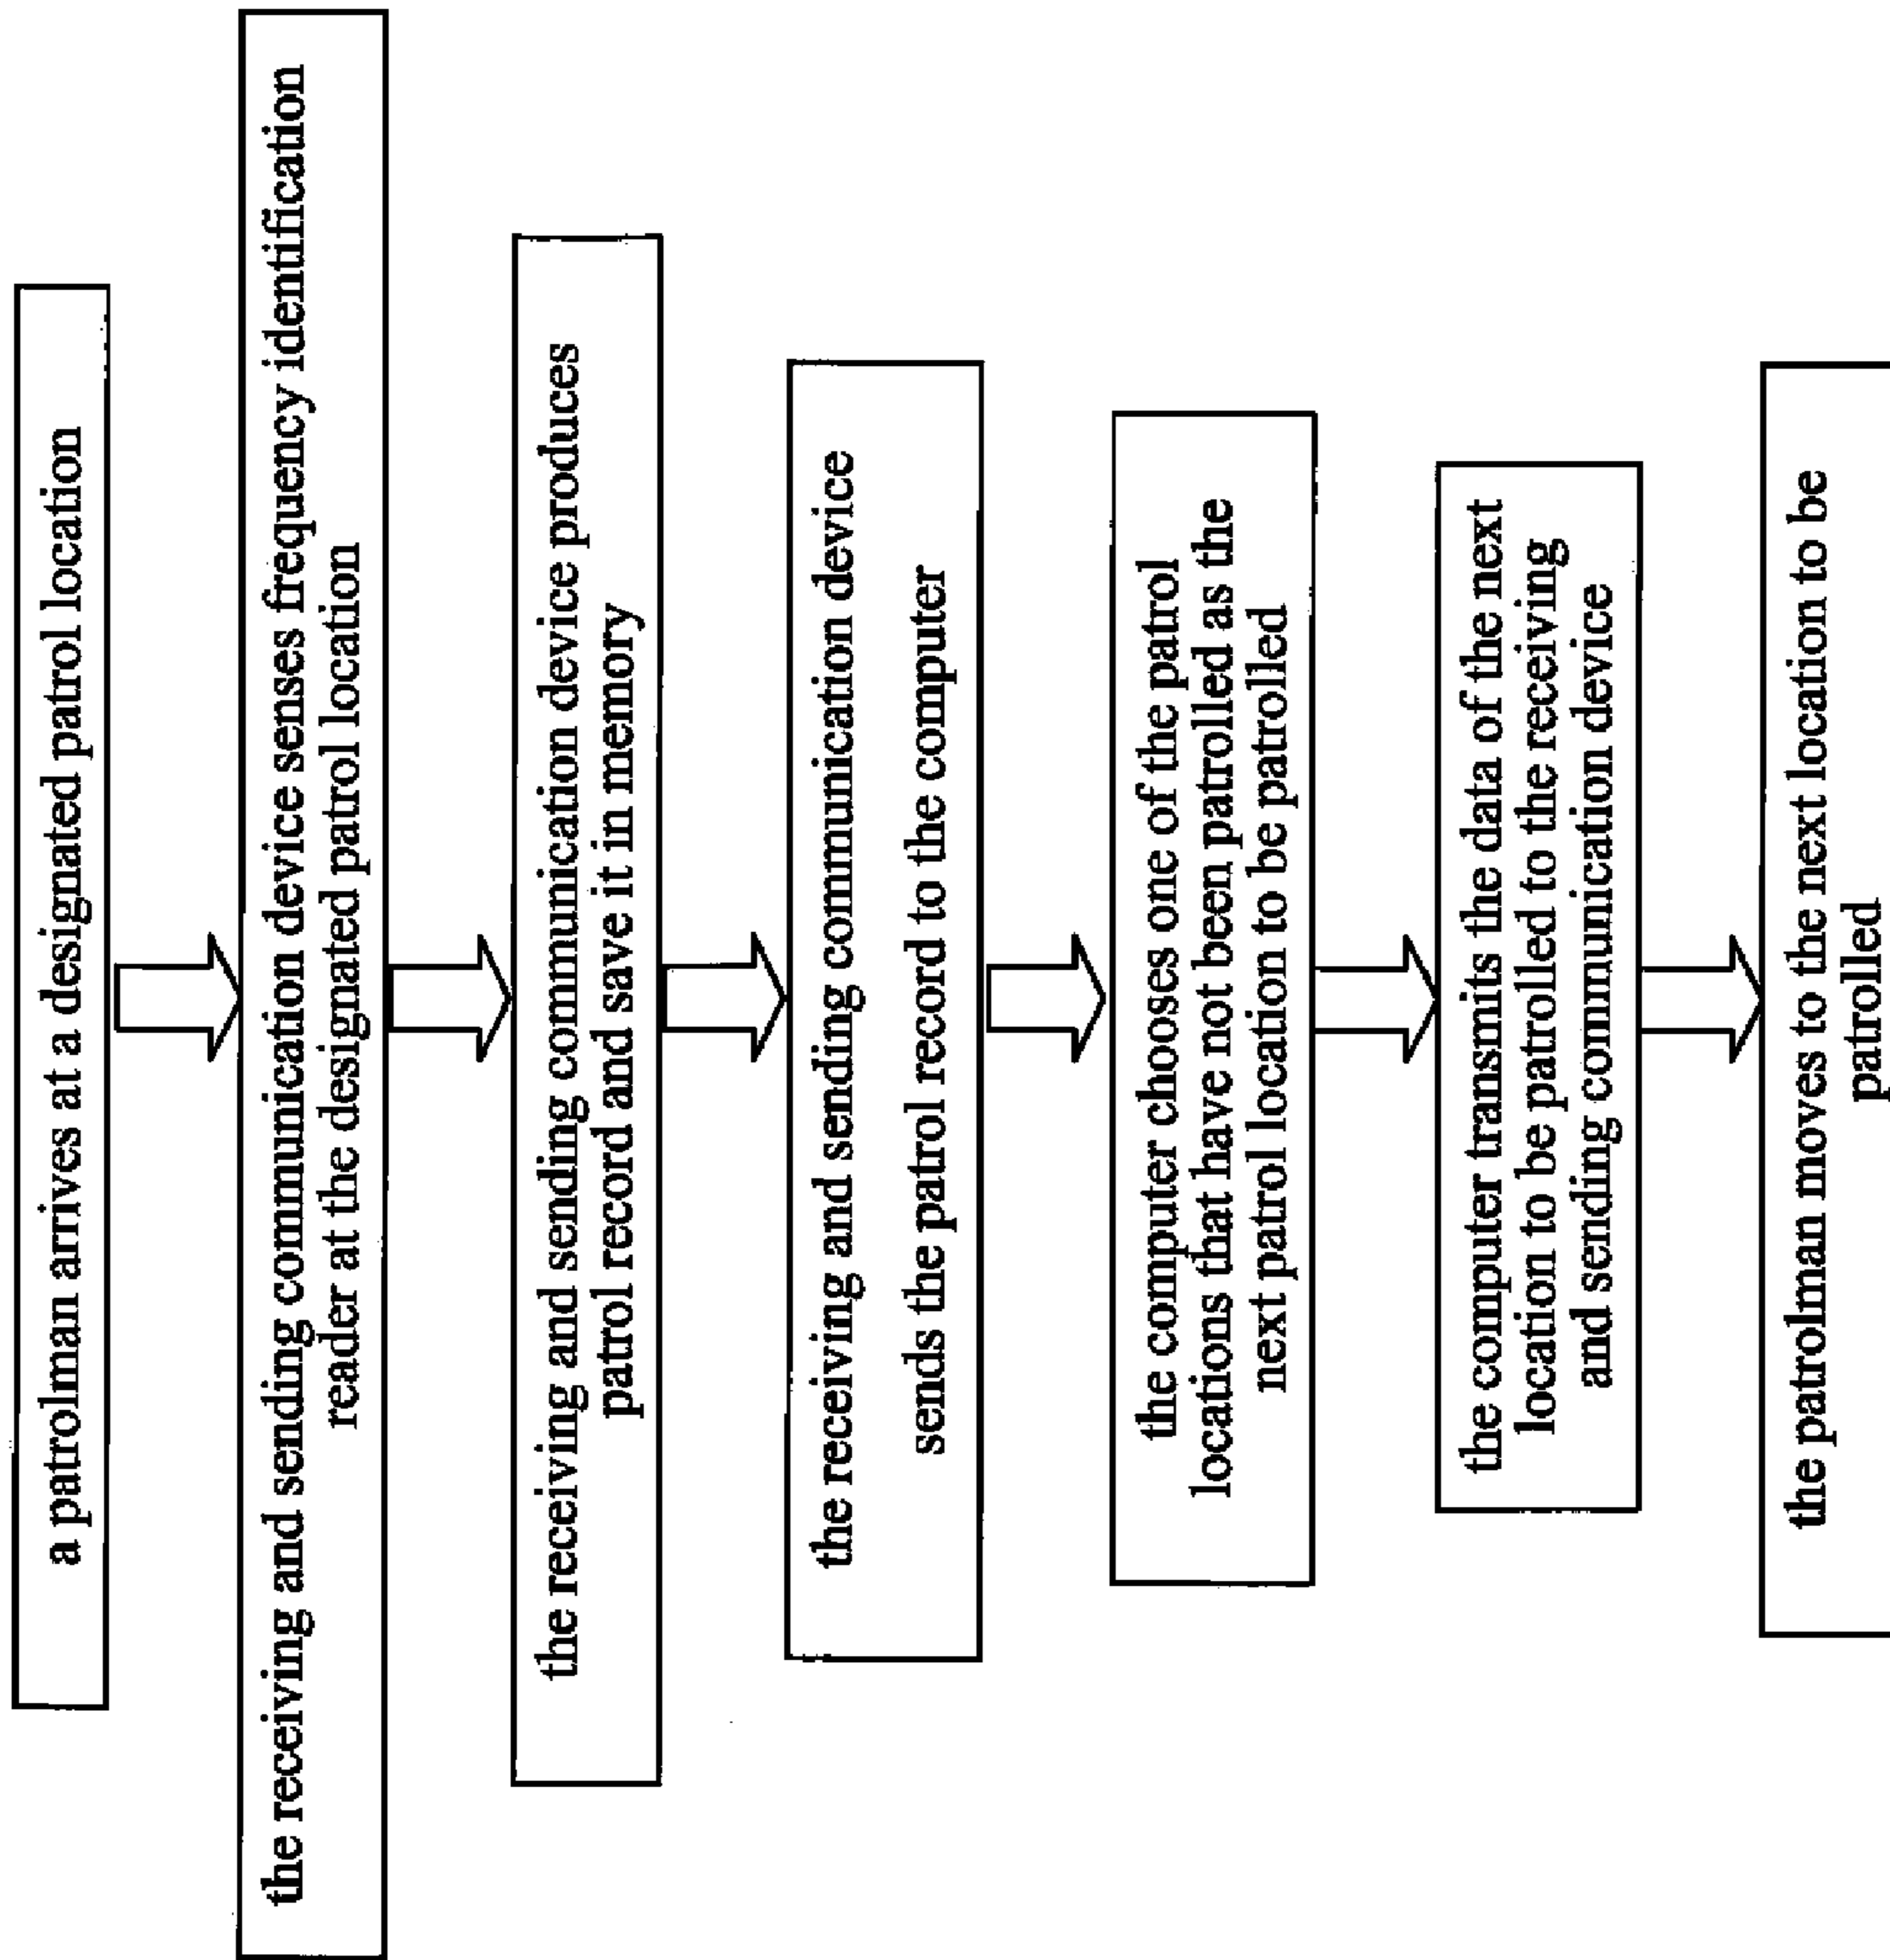 a patrolman arrives at a designated patrol location
the receiving and sending communication device senses frequency identification
reader at the designated patrol location
the receiving and sending communication device produces
patrol record and save it in memory
the receiving and sending communication device
sends the patrol record to the computer
the computer chooses one of the patrol
locations that have not been patrolled as the
next patrol location to be patrolled
the computer transmits the data of the next
location to be patrolled to the receiving
and sending communication device
the patrolman moves to the next location to be
patrolled